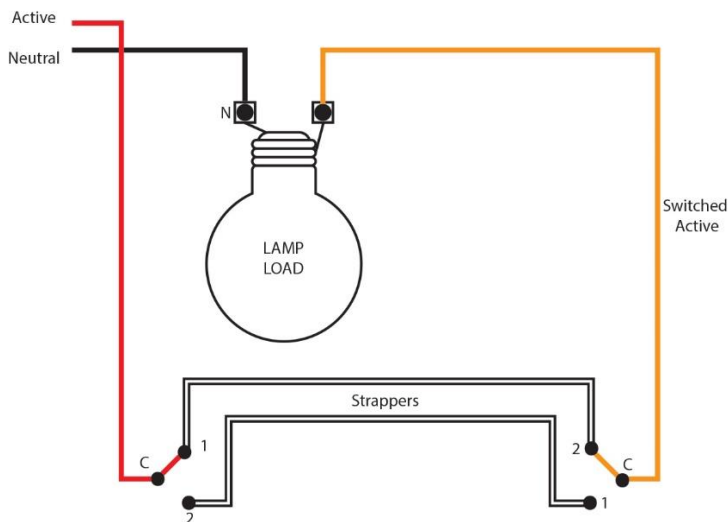 Active
Neutral
N
Switched
Active
LAMP
LOAD
Strappers
1
2
C
C
2
1